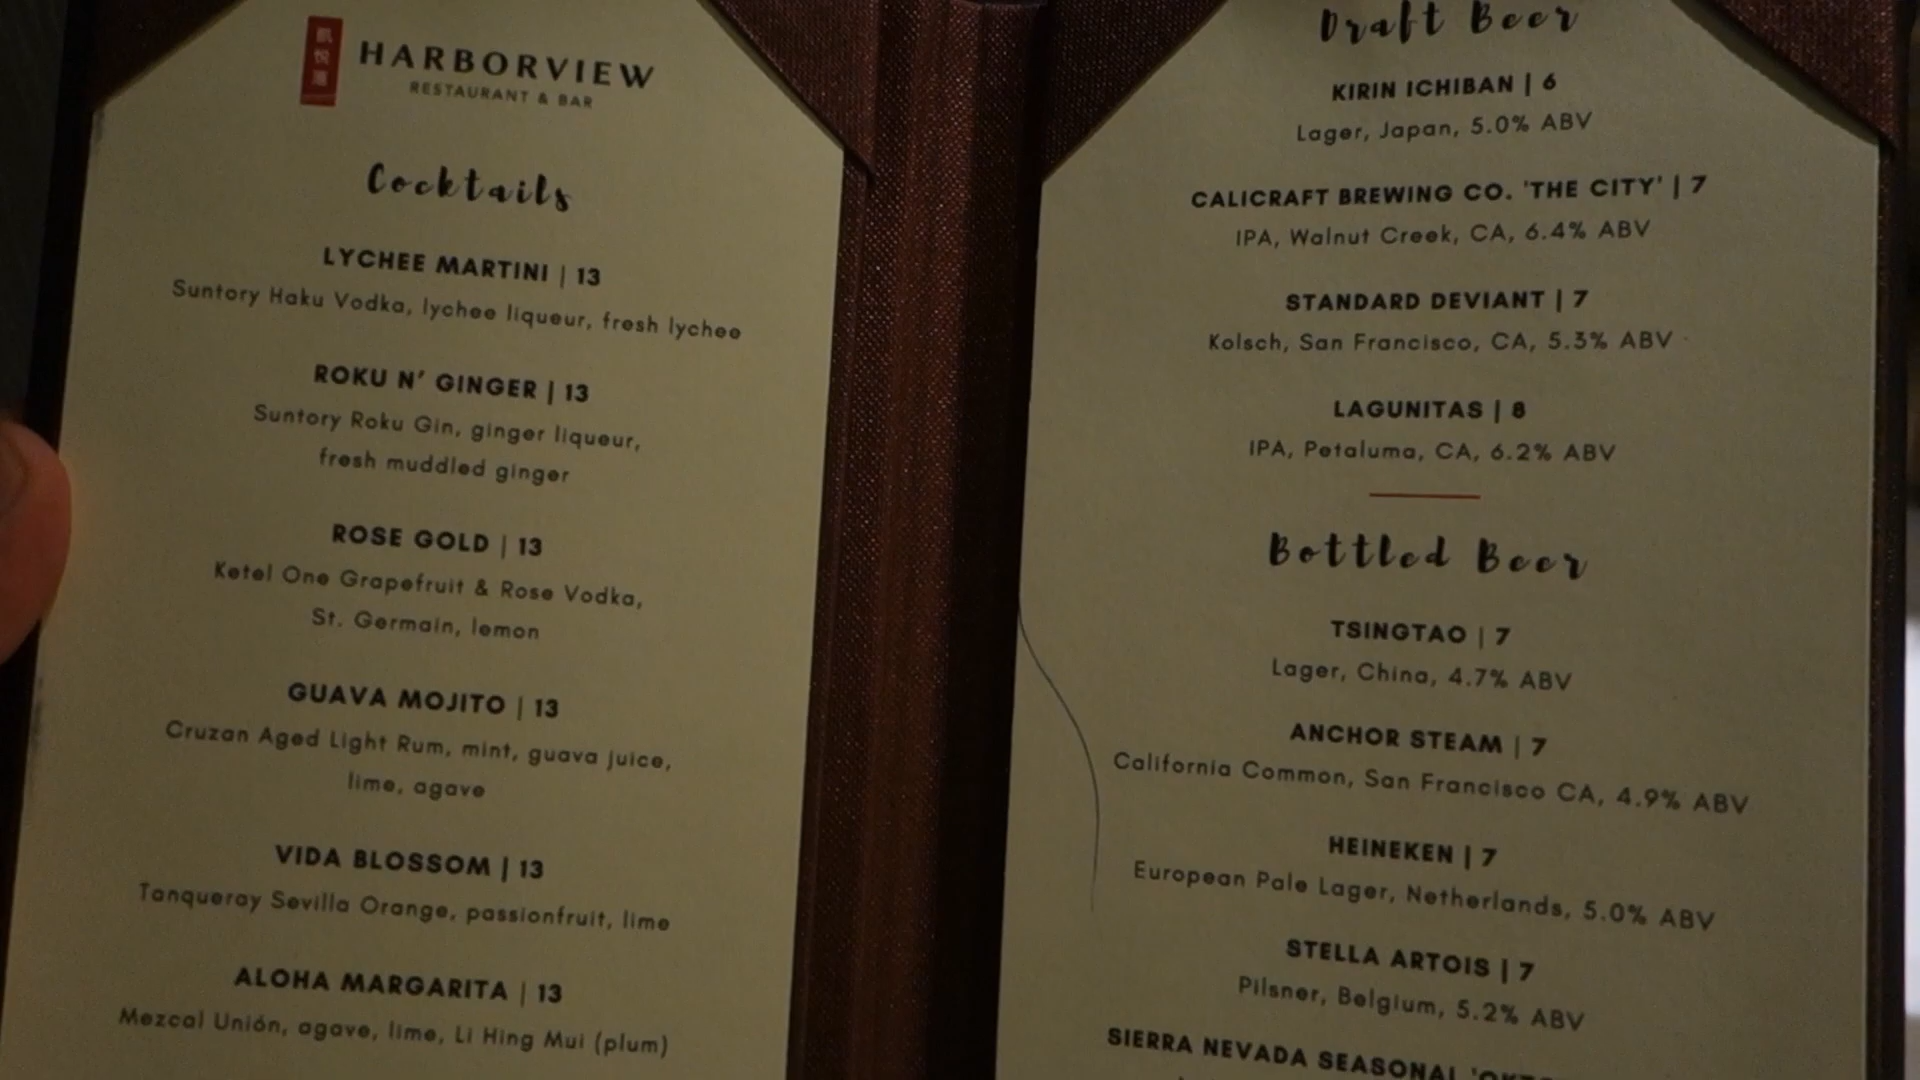 凱悅廳
HARBORVIEW
RESTAURANT & BAR
Cocktails
LYCHEE MARTINI | 13
Suntory Haku Vodka, lychee liqueur, fresh lychee
ROKU N' GINGER | 13
Suntory Roku Gin, ginger liqueur,
fresh muddled ginger
ROSE GOLD | 13
Ketel One Grapefruit & Rose Vodka,
St. Germain, lemon
GUAVA MOJITO | 13
Cruzan Aged Light Rum, mint, guava juice,
lime, agave
VIDA BLOSSOM | 13
Tanqueray Sevilla Orange, passionfruit, lime
ALOHA MARGARITA | 13
Mezcal Unión, agave, lime, Li Hing Mui (plum)
Draft Beer
KIRIN ICHIBAN | 6
Lager, Japan, 5.0% ABV
CALICRAFT BREWING CO. 'THE CITY' | 7
IPA, Walnut Creek, CA, 6.4% ABV
STANDARD DEVIANT | 7
Kolsch, San Francisco, CA, 5.3% ABV
LAGUNITAS | 8
IPA, Petaluma, CA, 6.2% ABV
Bottled Beer
TSINGTAO | 7
Lager, China, 4.7% ABV
ANCHOR STEAM | 7
California Common, San Francisco CA, 4.9% ABV
HEINEKEN | 7
European Pale Lager, Netherlands, 5.0% ABV
STELLA ARTOIS | 7
Pilsner, Belgium, 5.2% ABV
SIERRA NEVADA SEASONAL